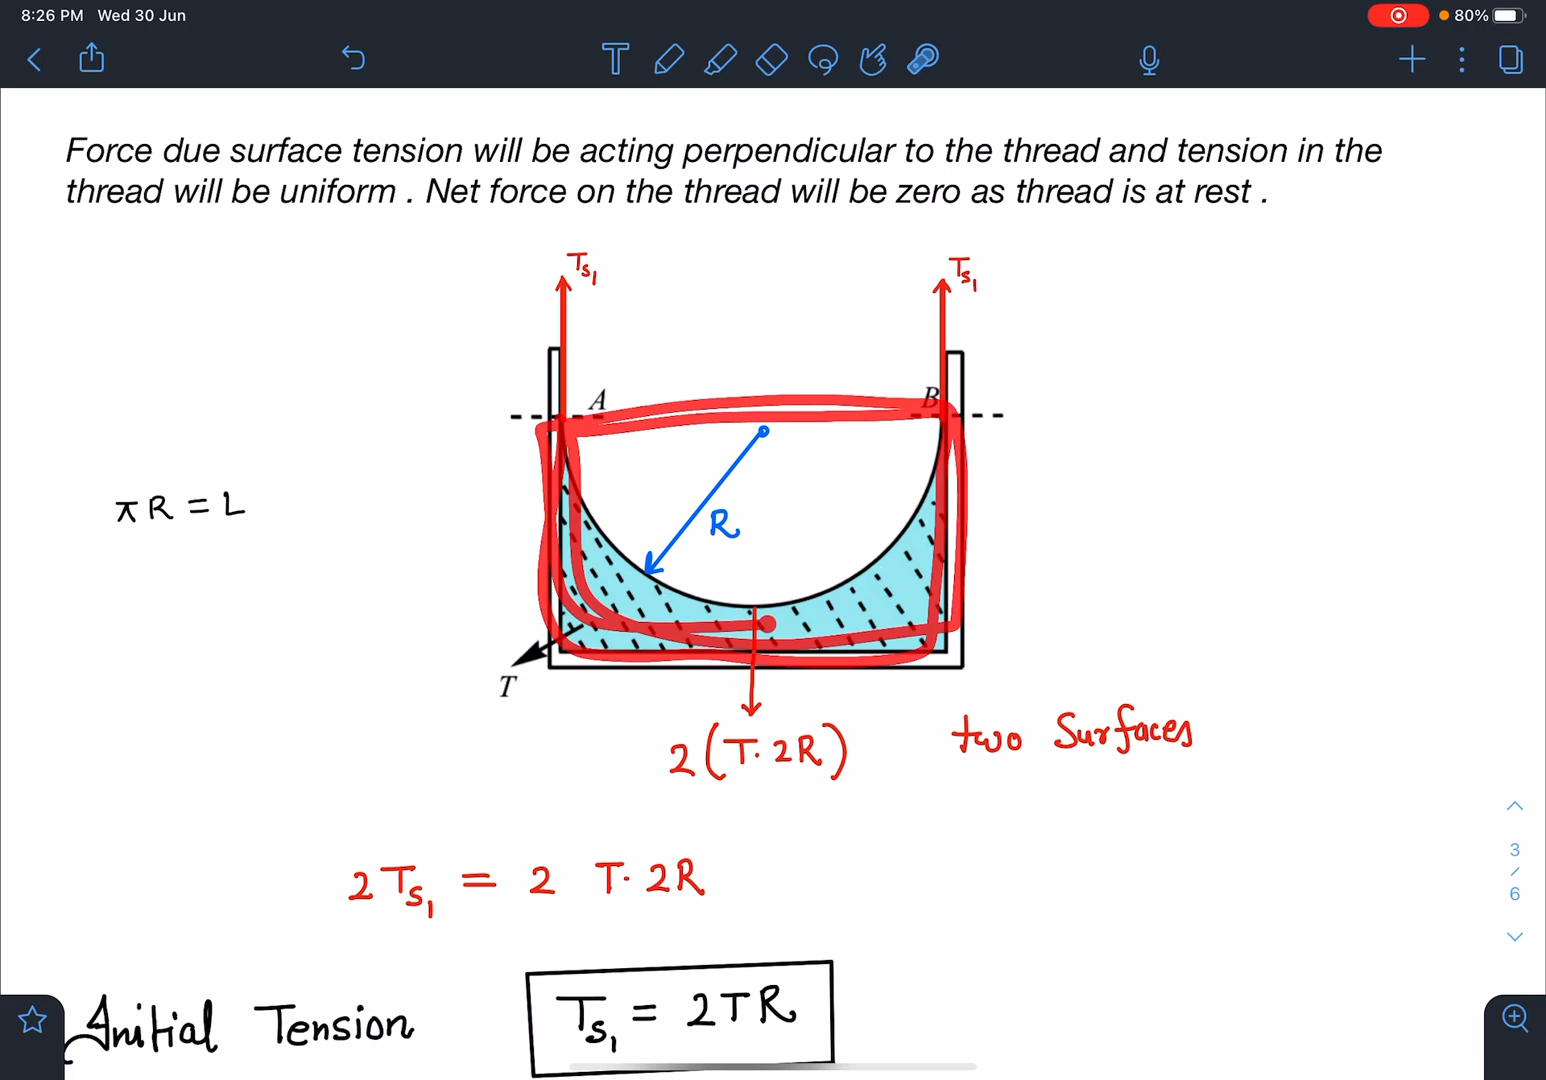 8:26 PM Wed 30 Jun
80%
Force due surface tension will be acting perpendicular to the thread and tension in the
thread will be uniform . Net force on the thread will be zero as thread is at rest .
Ts1 Ts1
A B
R
πR = L
T
2(T.2R) two Surfaces
3
/
6
2Ts1 = 2 T.2R
Initial Tension Ts1 = 2TR